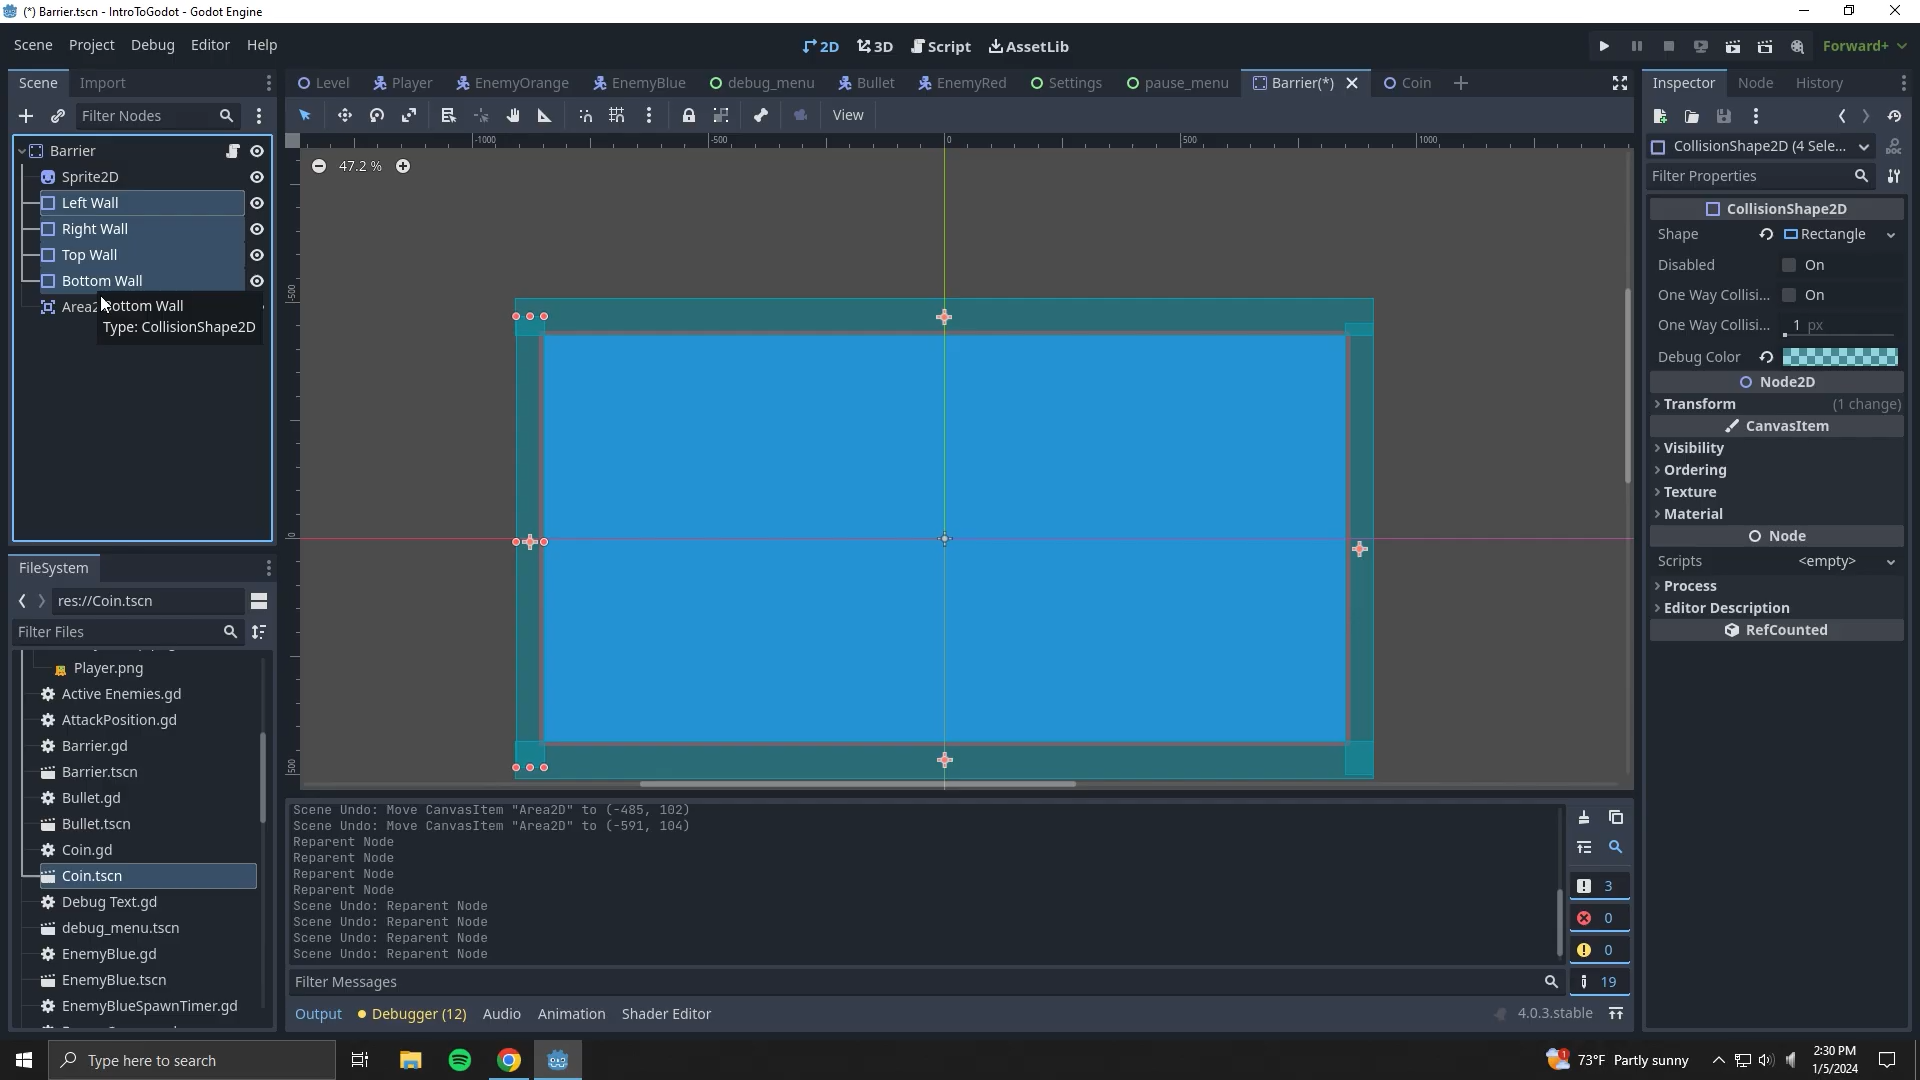 (*) Barrier.tscn - IntroToGodot - Godot Engine
Scene Project Debug Editor Help
2D 3D Script AssetLib
Forward+
Scene Import
Level Player EnemyOrange EnemyBlue debug_menu Bullet EnemyRed Settings pause_menu Barrier(*) Coin
Inspector Node History
Filter Nodes
View
-1000 -500 0 500 1000
CollisionShape2D (4 Sele...
DOC
Barrier
47.2 %
Filter Properties
Sprite2D
Left Wall
CollisionShape2D
Right Wall
Shape Rectangle
Top Wall
Disabled On
Bottom Wall
One Way Collisi... On
-500
Area2
Bottom Wall
Type: CollisionShape2D
One Way Collisi... 1 px
Debug Color
Node2D
Transform (1 change)
CanvasItem
Visibility
Ordering
Texture
Material
0
Node
Scripts <empty>
Process
Editor Description
RefCounted
FileSystem
res://Coin.tscn
Filter Files
Player.png
Active Enemies.gd
AttackPosition.gd
Barrier.gd
500
Barrier.tscn
Bullet.gd
Bullet.tscn
Coin.gd
Coin.tscn
Debug Text.gd
debug_menu.tscn
EnemyBlue.gd
EnemyBlue.tscn
EnemyBlueSpawnTimer.gd
Scene Undo: Move CanvasItem "Area2D" to (-485, 102)
Scene Undo: Move CanvasItem "Area2D" to (-591, 104)
Reparent Node
Reparent Node
Reparent Node
Reparent Node
Scene Undo: Reparent Node
Scene Undo: Reparent Node
Scene Undo: Reparent Node
Scene Undo: Reparent Node
3
0
0
19
Filter Messages
Output Debugger (12) Audio Animation Shader Editor
4.0.3.stable
Type here to search
1
73°F Partly sunny
2:30 PM
1/5/2024